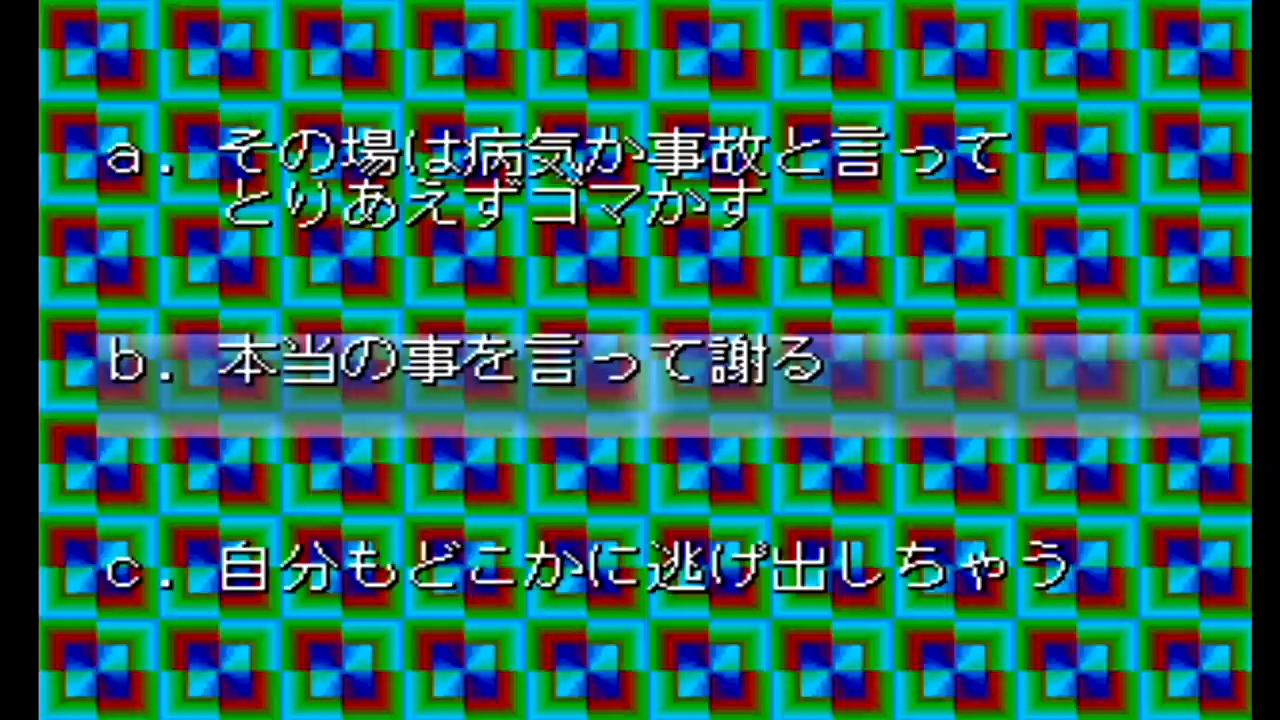 a. その場は病気か事故と言って
とりあえずゴマかす
b. 本当の事を言って謝る
c. 自分もどこかに逃げ出しちゃう